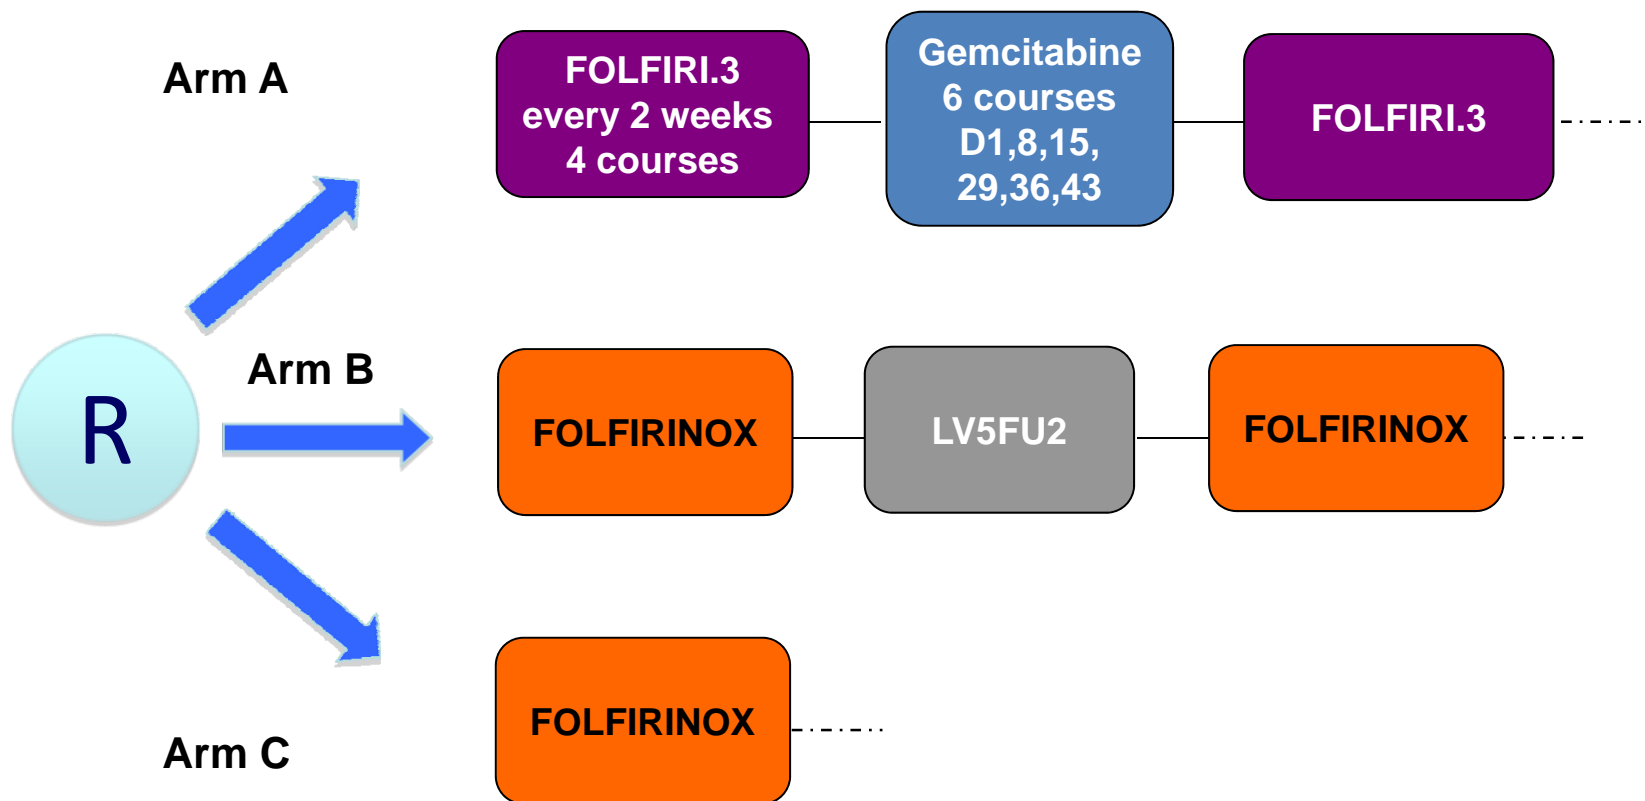 Arm A
FOLFIRI.3
every 2 weeks
4 courses
Gemcitabine
6 courses
D1,8,15,
29,36,43
FOLFIRI.3
R
Arm B
FOLFIRINOX
LV5FU2
FOLFIRINOX
Arm C
FOLFIRINOX